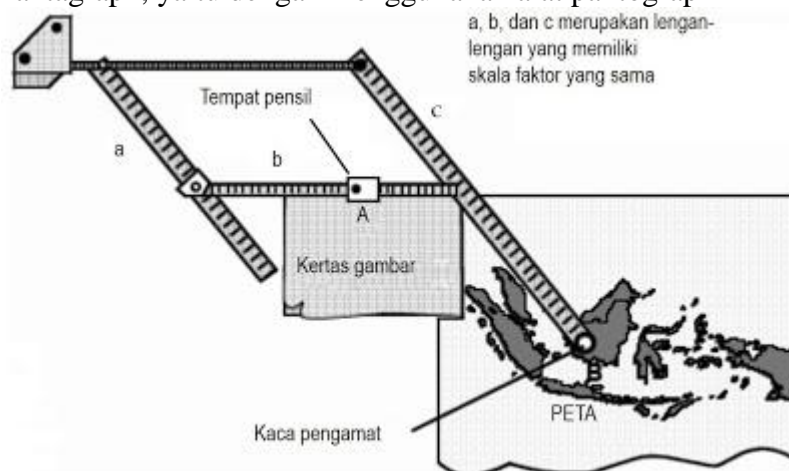 a, b, dan c merupakan lengan-
lengan yang memiliki
skala faktor yang sama
Tempat pensil
c
a
b
A
Kertas gambar
PETA
Kaca pengamat